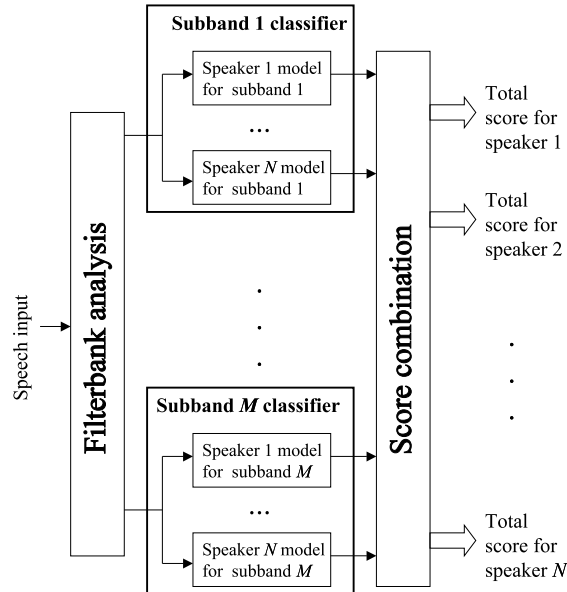 Speech input
Filterbank analysis
Subband 1 classifier
Speaker 1 model
for subband 1
...
Speaker N model
for subband 1
.
.
.
Subband M classifier
Speaker 1 model
for subband M
...
Speaker N model
for subband M
Score combination
Total
score for
speaker 1
Total
score for
speaker 2
.
.
.
Total
score for
speaker N